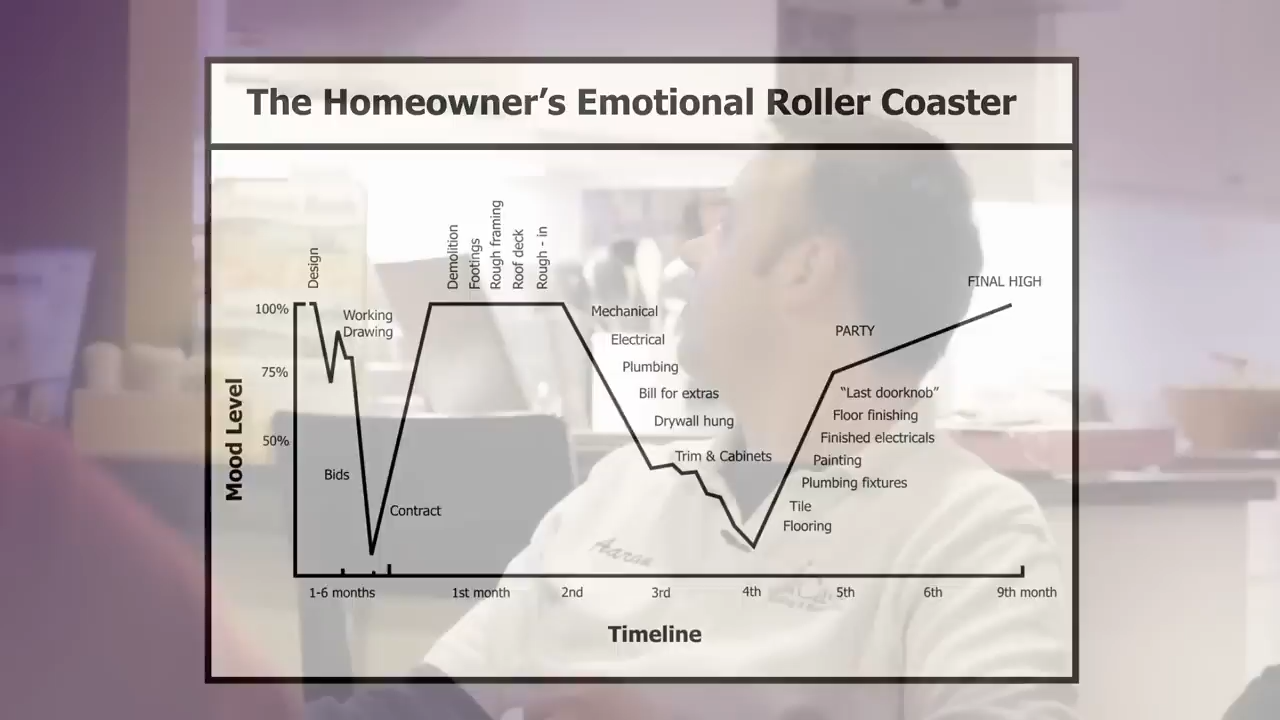 The Homeowner’s Emotional Roller Coaster
Design
Demolition
Footings
Rough framing
Roof deck
Rough - in
FINAL HIGH
100%
Working
Drawing
Mechanical
PARTY
Electrical
75%
Plumbing
Bill for extras
“Last doorknob”
Floor finishing
Drywall hung
50%
Finished electricals
Trim & Cabinets
Painting
Mood Level
Bids
Plumbing fixtures
Contract
Tile
Flooring
Aaran
1-6 months
1st month
2nd
3rd
4th
5th
6th
9th month
Timeline